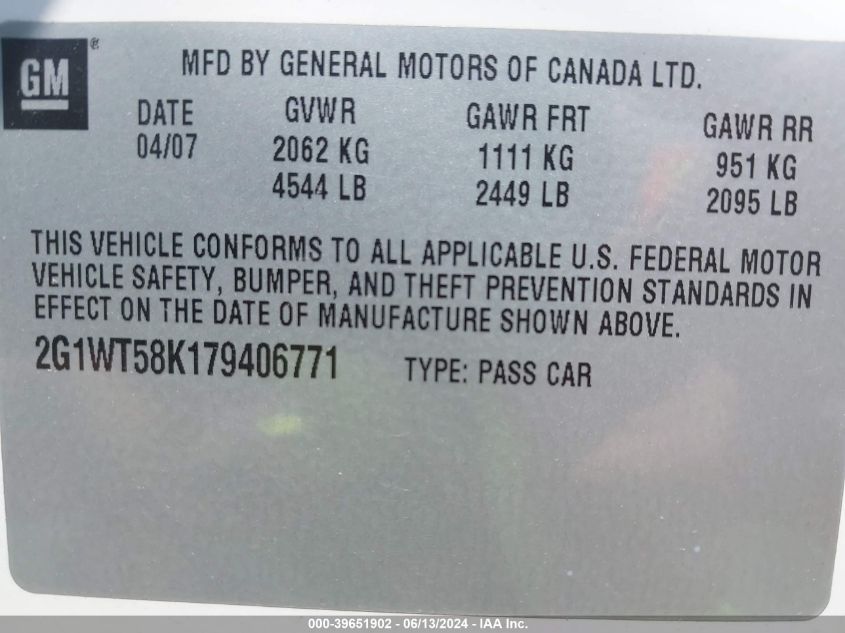 GM ®
MFD BY GENERAL MOTORS OF CANADA LTD.
DATE GVWR GAWR FRT GAWR RR
04/07 2062 KG 1111 KG 951 KG
4544 LB 2449 LB 2095 LB
THIS VEHICLE CONFORMS TO ALL APPLICABLE U.S. FEDERAL MOTOR
VEHICLE SAFETY, BUMPER, AND THEFT PREVENTION STANDARDS IN
EFFECT ON THE DATE OF MANUFACTURE SHOWN ABOVE.
2G1WT58K179406771 TYPE: PASS CAR
000-39651902 - 06/13/2024 - IAA Inc.